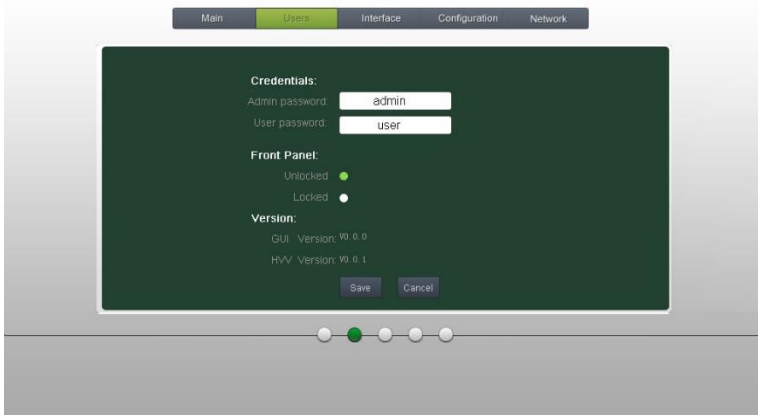 Main Users Interface Configuration Network
Credentials:
Admin password: admin
User password: user
Front Panel:
Unlocked
Locked
Version:
GUI Version: V0.0.0
HVV Version: V0.0.1
Save Cancel